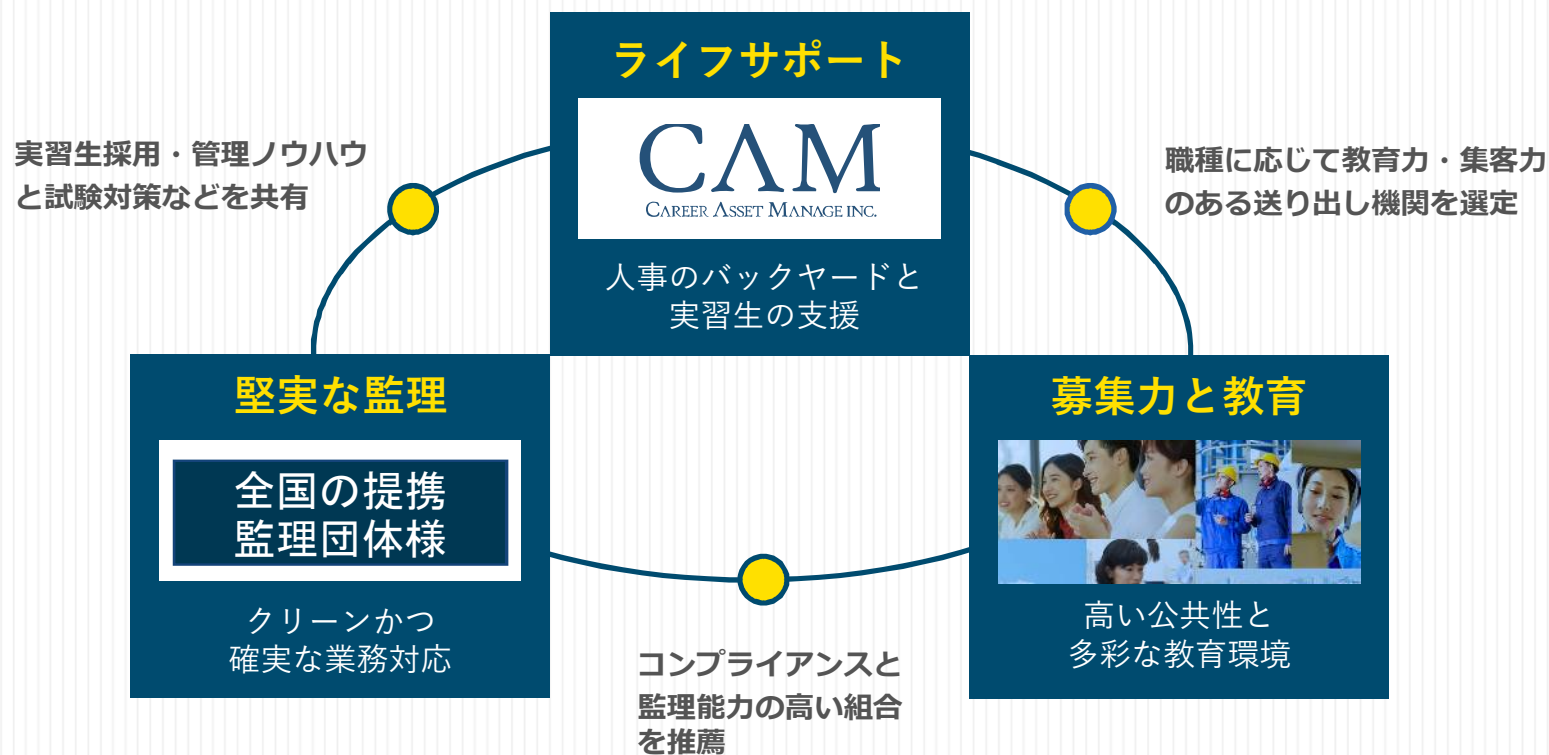 ライフサポート
CAM
CAREER ASSET MANAGE INC.
人事のバックヤードと
実習生の支援
実習生採用・管理ノウハウ
と試験対策などを共有
職種に応じて教育力・集客力
のある送り出し機関を選定
堅実な監理
全国の提携
監理団体様
クリーンかつ
確実な業務対応
募集力と教育
高い公共性と
多彩な教育環境
コンプライアンスと
監理能力の高い組合
を推薦